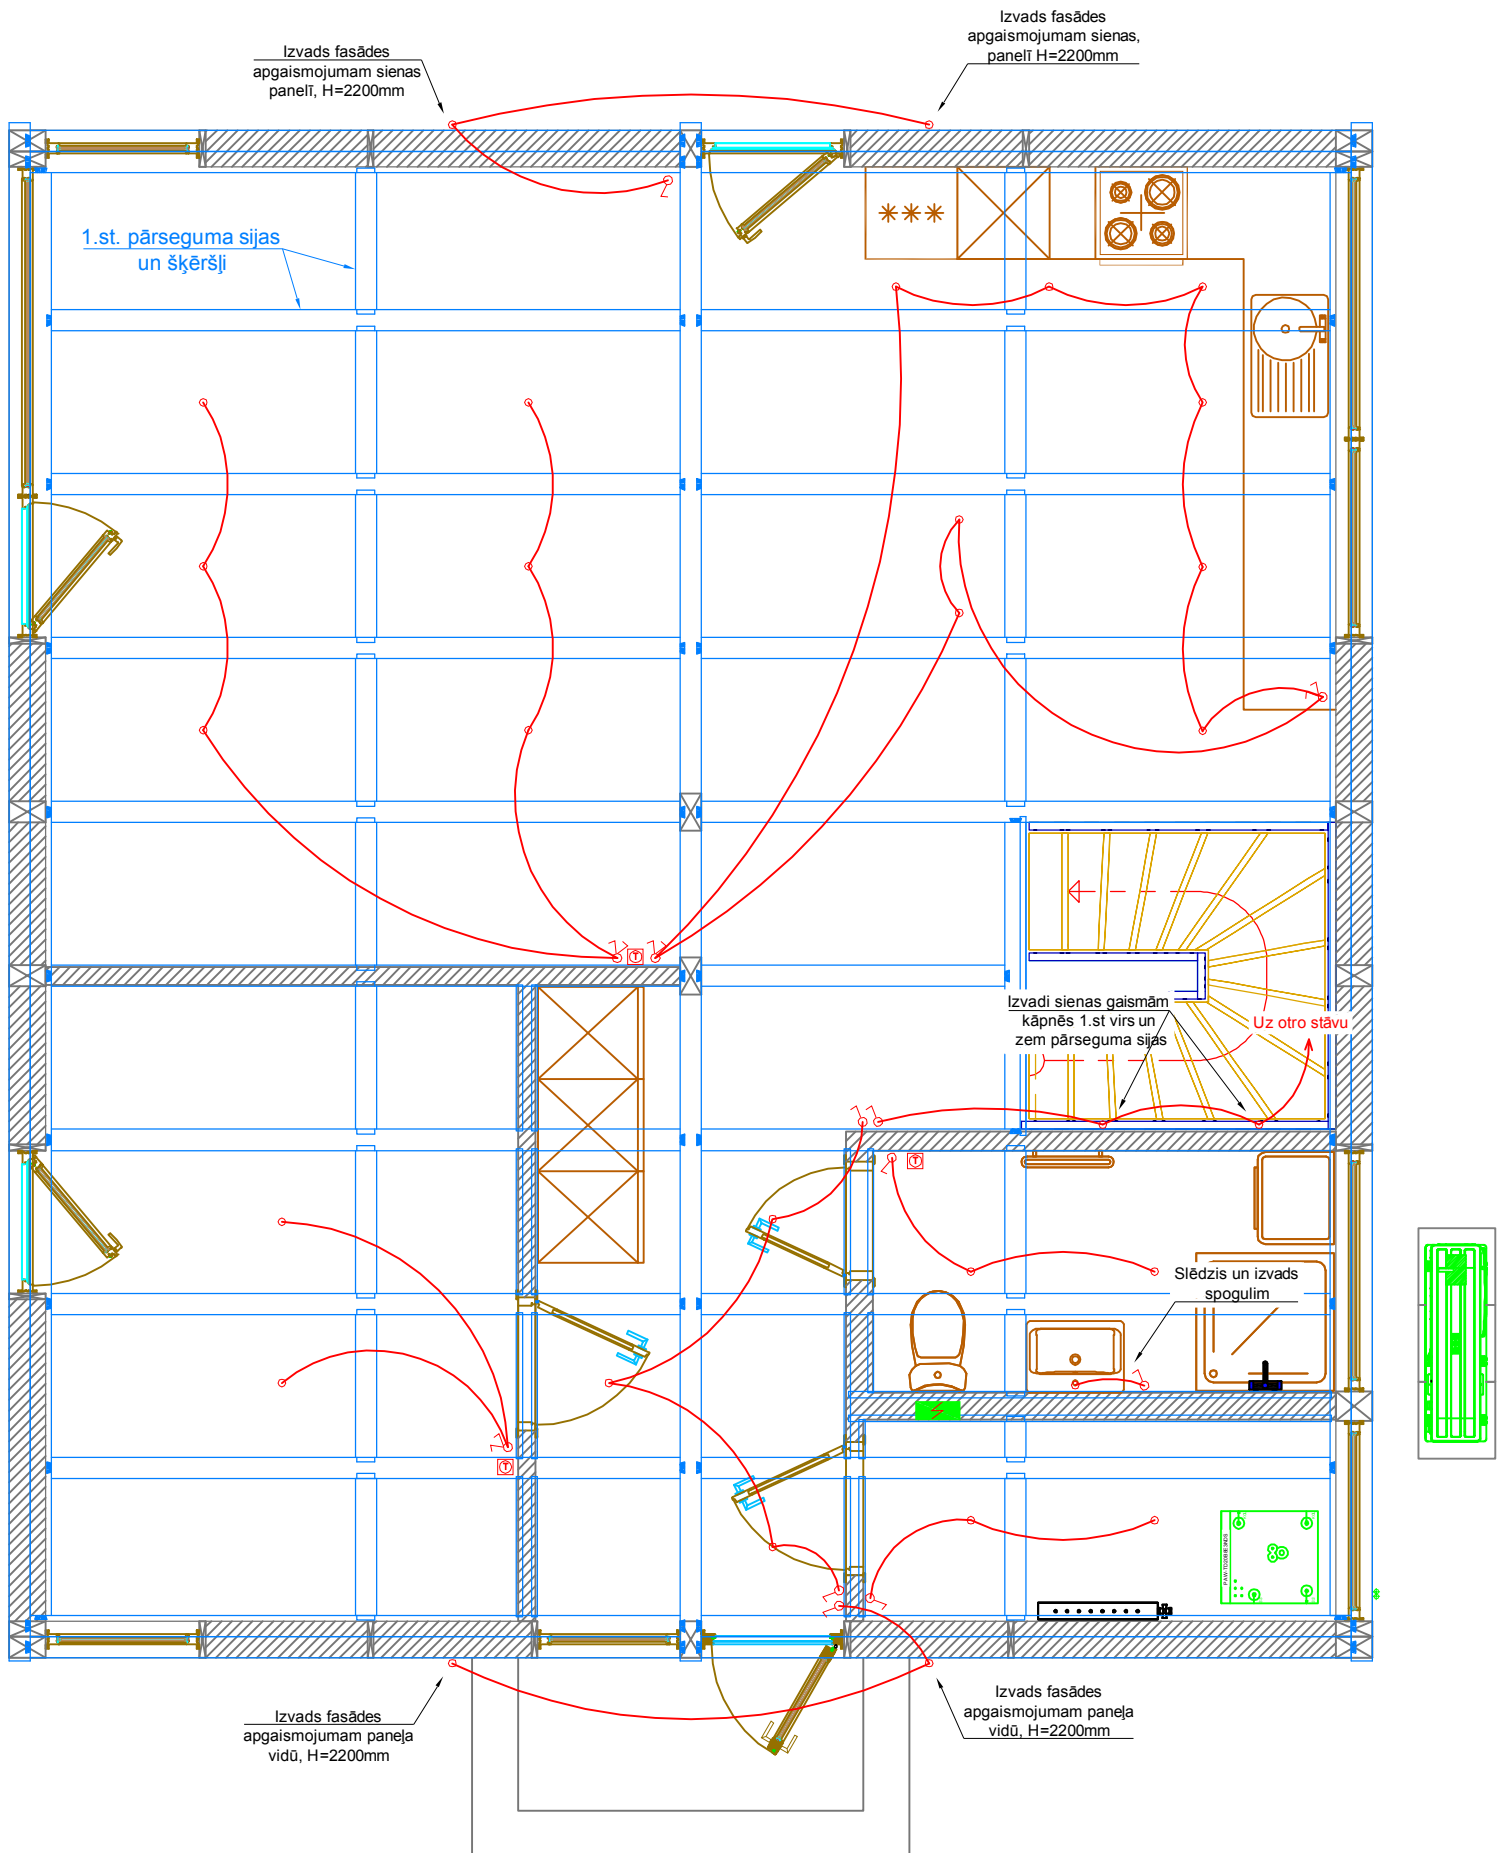 Izvads fasādes
apgaismojumam sienas,
panelī H=2200mm
Izvads fasādes
apgaismojumam sienas
panelī, H=2200mm
1.st. pārseguma sijas
un šķēršļi
T
Izvadi sienas gaismām
kāpnēs 1.st virs un
zem pārseguma sijas
Uz otro stāvu
T
Slēdzis un izvads
spogulim
T
Izvads fasādes
apgaismojumam paneļa
vidū, H=2200mm
Izvads fasādes
apgaismojumam paneļa
vidū, H=2200mm